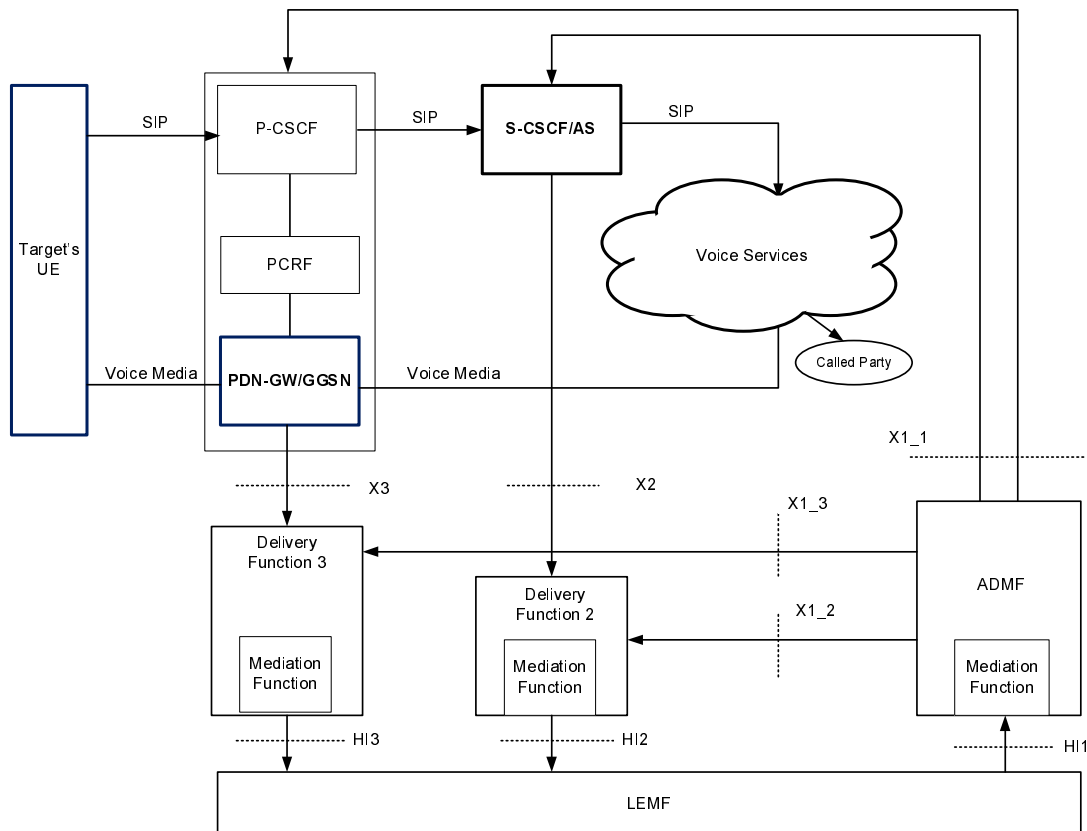 SIP
P-CSCF
SIP
S-CSCF/AS
SIP
Target's
UE
PCRF
Voice Services
Voice Media
PDN-GW/GGSN
Voice Media
Called Party
X1_1
X3
X2
X1_3
Delivery
Function 3
ADMF
Delivery
Function 2
X1_2
Mediation
Function
Mediation
Function
Mediation
Function
HI3
HI2
HI1
LEMF